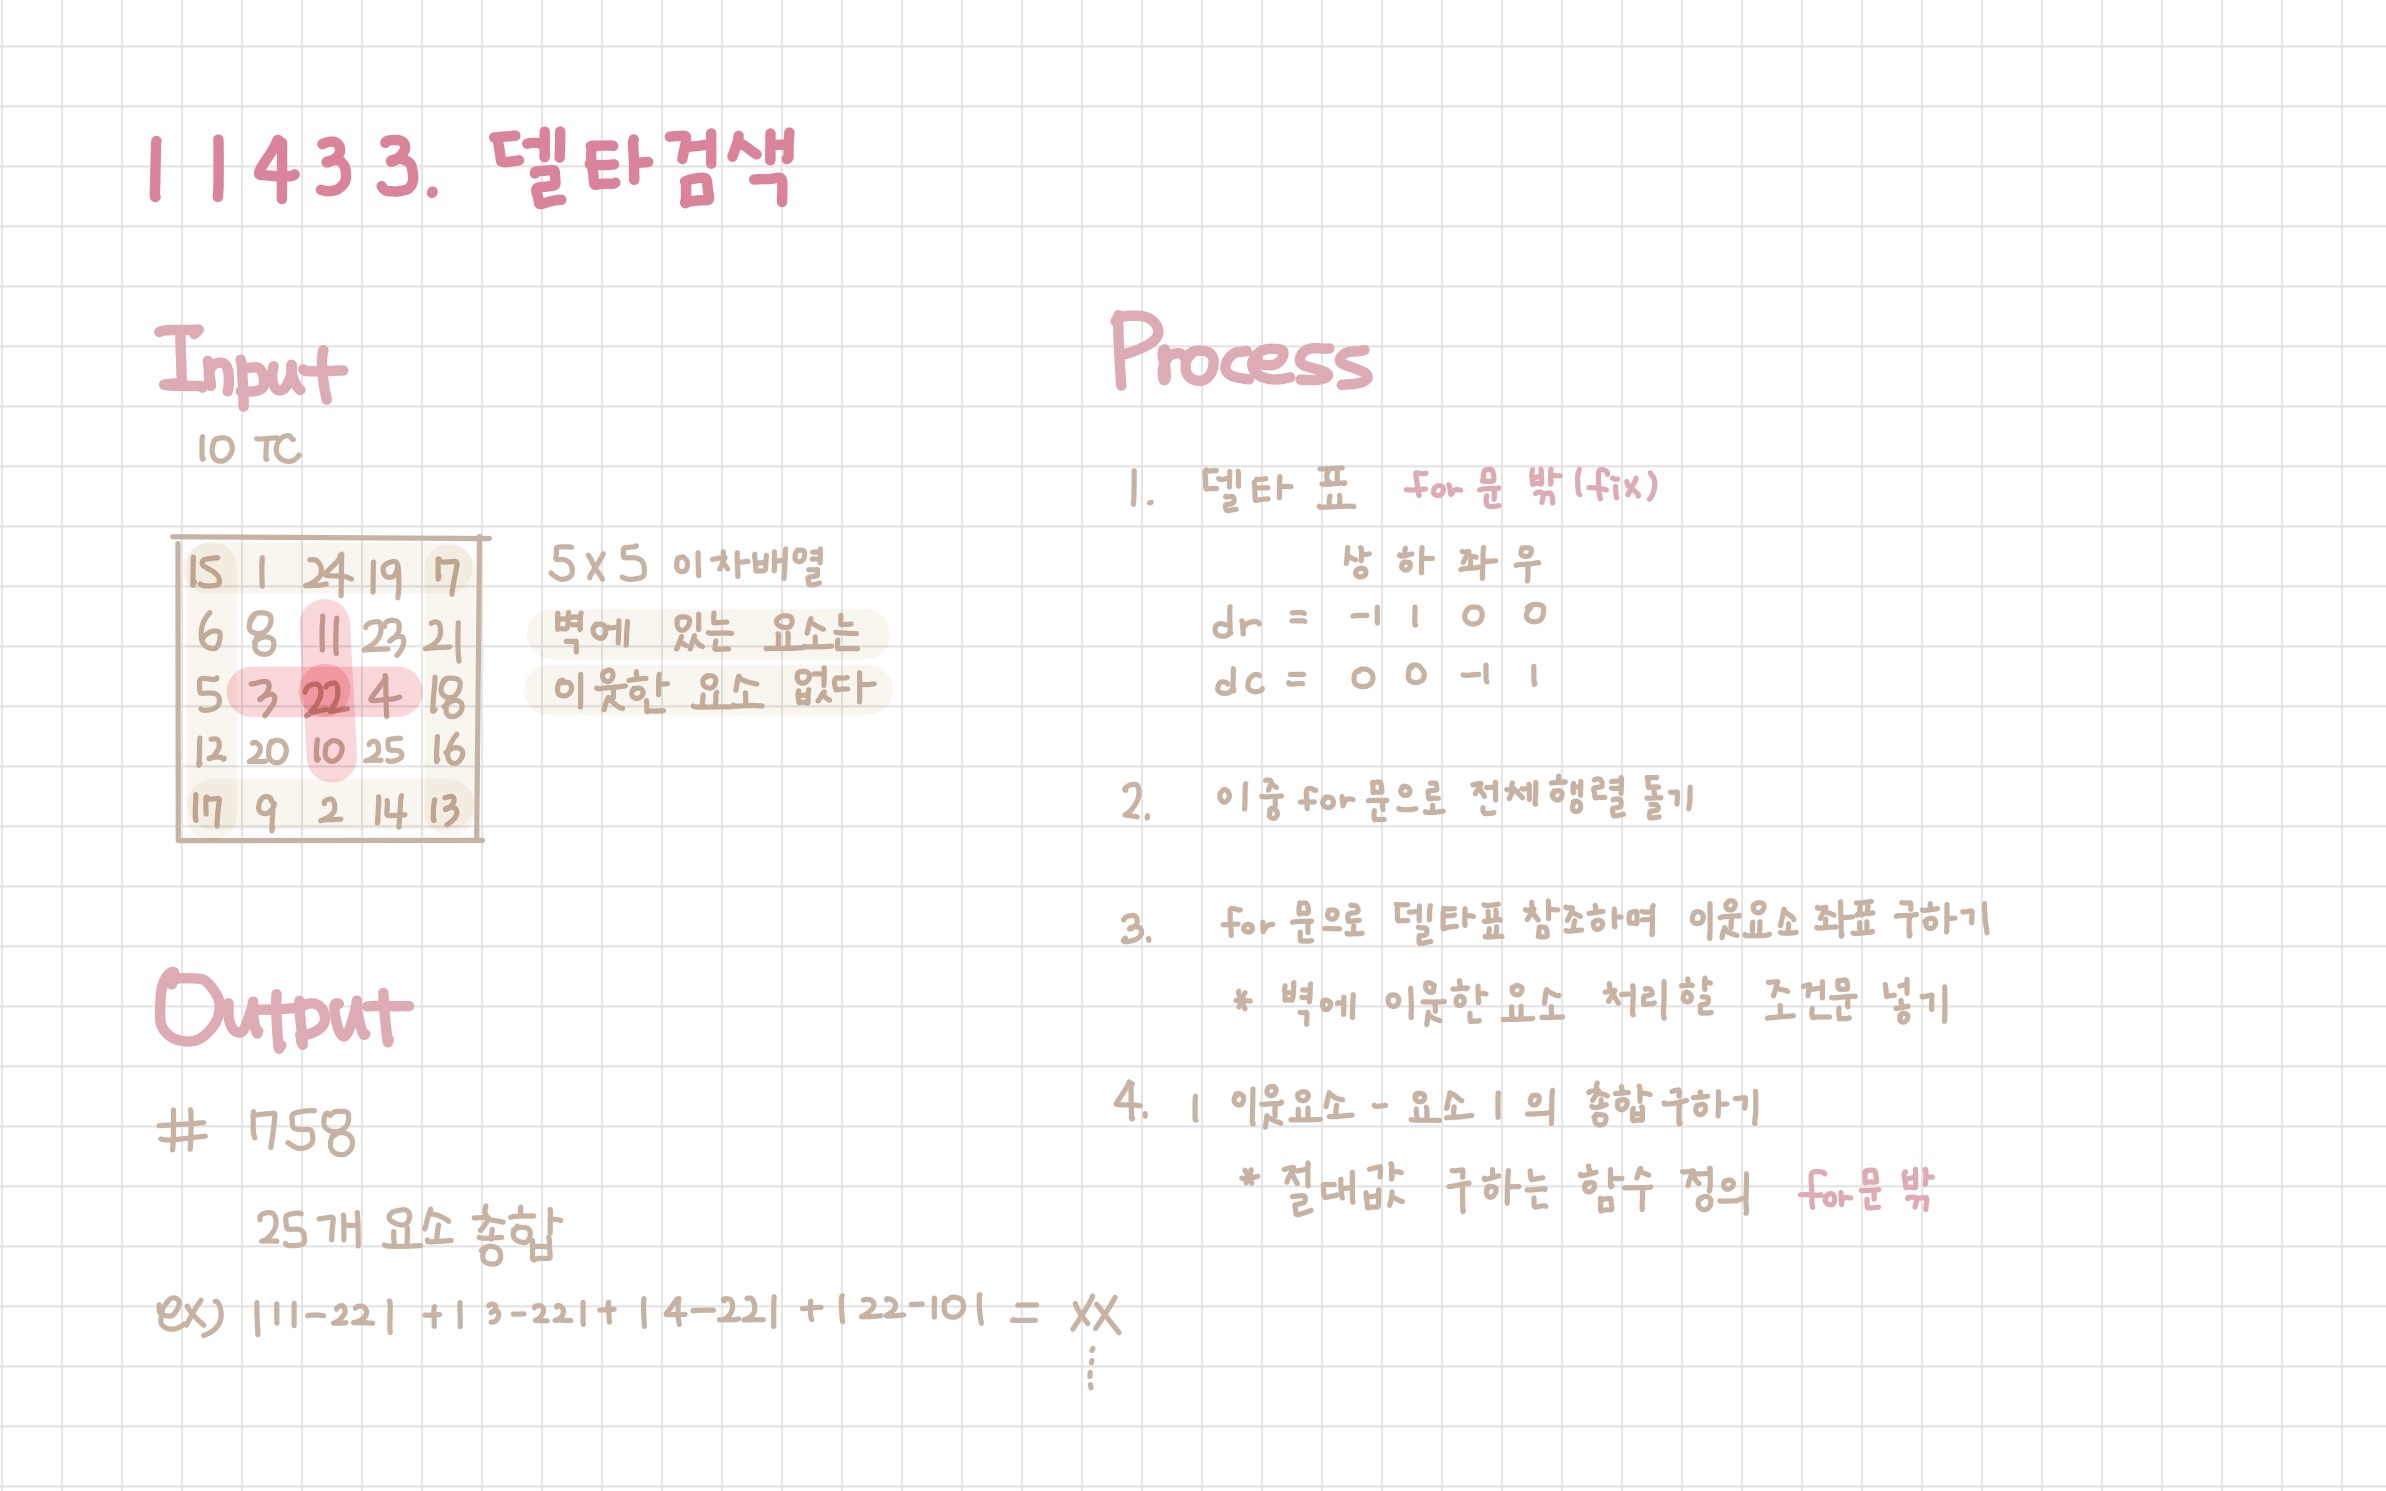 11433. 델타검색
Input
10 TC
15 1 24 19 17
6 8 11 23 21
5 3 22 4 18
12 20 10 25 16
17 9 2 14 13
5x5 이차배열
벽에 있는 요소는
이웃한 요소 없다
Output
# 758
25개 요소 총합
ex) |11-22| + |3-22| + |4-22| + |22-10| = XX
Process
1. 델타 표 for문 밖(fix)
상 하 좌 우
dr = -1 1 0 0
dc = 0 0 -1 1
2. 이중 for문으로 전체행렬돌기
3. for문으로 델타표 참조하며 이웃요소 좌표 구하기
* 벽에 이웃한 요소 처리할 조건문 넣기
4. | 이웃요소 - 요소 | 의 총합구하기
* 절대값 구하는 함수 정의 for문 밖